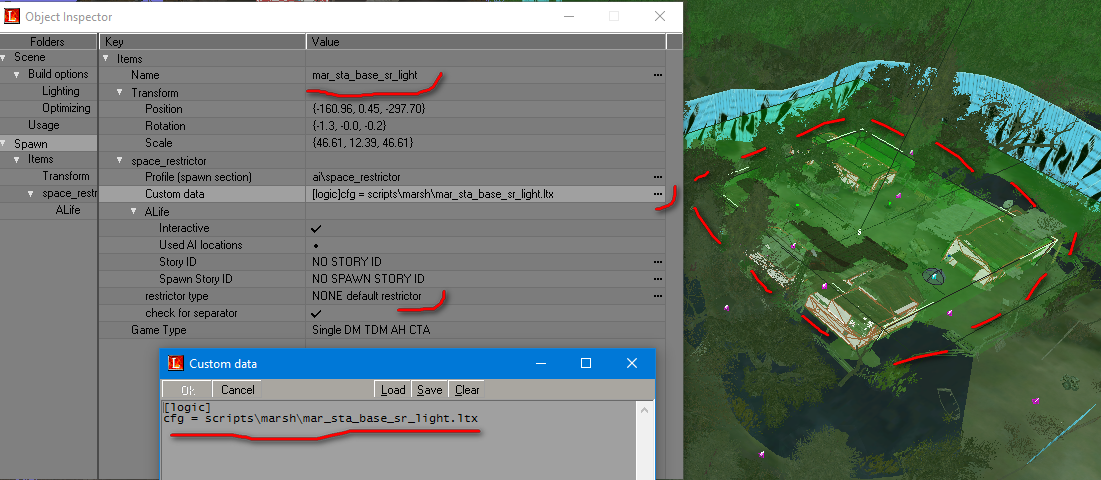 Object Inspector
Folders Key Value
Scene Items
Build options Name mar_sta_base_sr_light
Lighting Transform
Optimizing Position {-160.96, 0.45, -297.70}
Usage Rotation {-1.3, -0.0, -0.2}
Scale {46.61, 12.39, 46.61}
Spawn
Items space_restrictor
Transform Profile (spawn section) ai\space_restrictor
space_restr Custom data [logic]cfg = scripts\marsh\mar_sta_base_sr_light.ltx
ALife ALife
Interactive
Used AI locations
Story ID NO STORY ID
Spawn Story ID NO SPAWN STORY ID
restrictor type NONE default restrictor
check for separator
Game Type Single DM TDM AH CTA
Custom data
Ok Cancel Load Save Clear
[logic]
cfg = scripts\marsh\mar_sta_base_sr_light.ltx
S